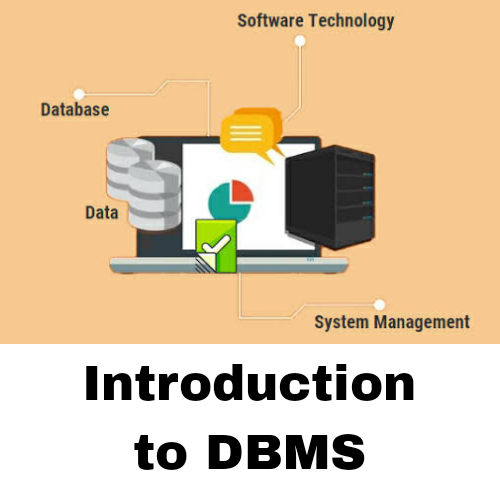 Software Technology
Database
Data
System Management
Introduction
to DBMS